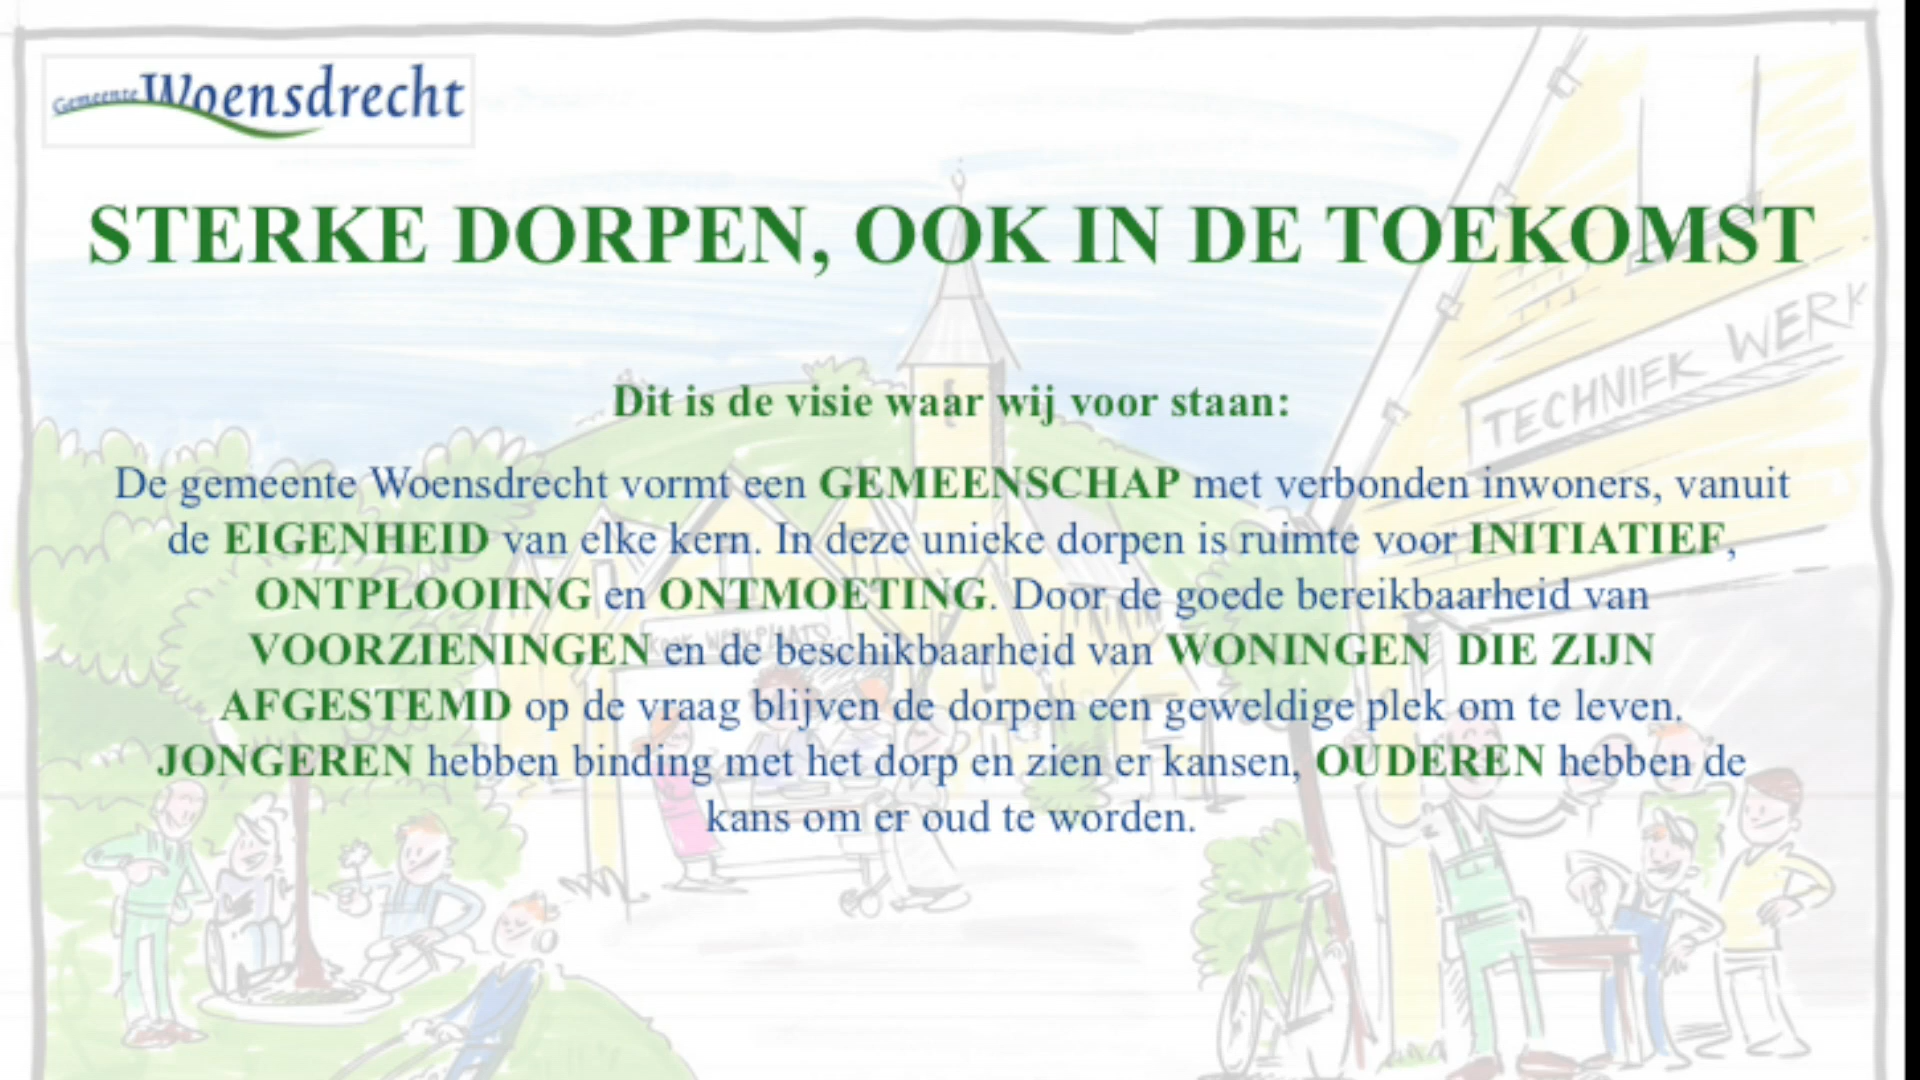 Gemeente Woensdrecht
STERKE DORPEN, OOK IN DE TOEKOMST
TECHNIEK WERK
Dit is de visie waar wij voor staan:
De gemeente Woensdrecht vormt een GEMEENSCHAP met verbonden inwoners, vanuit
de EIGENHEID van elke kern. In deze unieke dorpen is ruimte voor INITIATIEF,
ONTPLOOIING en ONTMOETING. Door de goede bereikbaarheid van
VOORZIENINGEN en de beschikbaarheid van WONINGEN DIE ZIJN
AFGESTEMD op de vraag blijven de dorpen een geweldige plek om te leven.
JONGEREN hebben binding met het dorp en zien er kansen, OUDEREN hebben de
kans om er oud te worden.